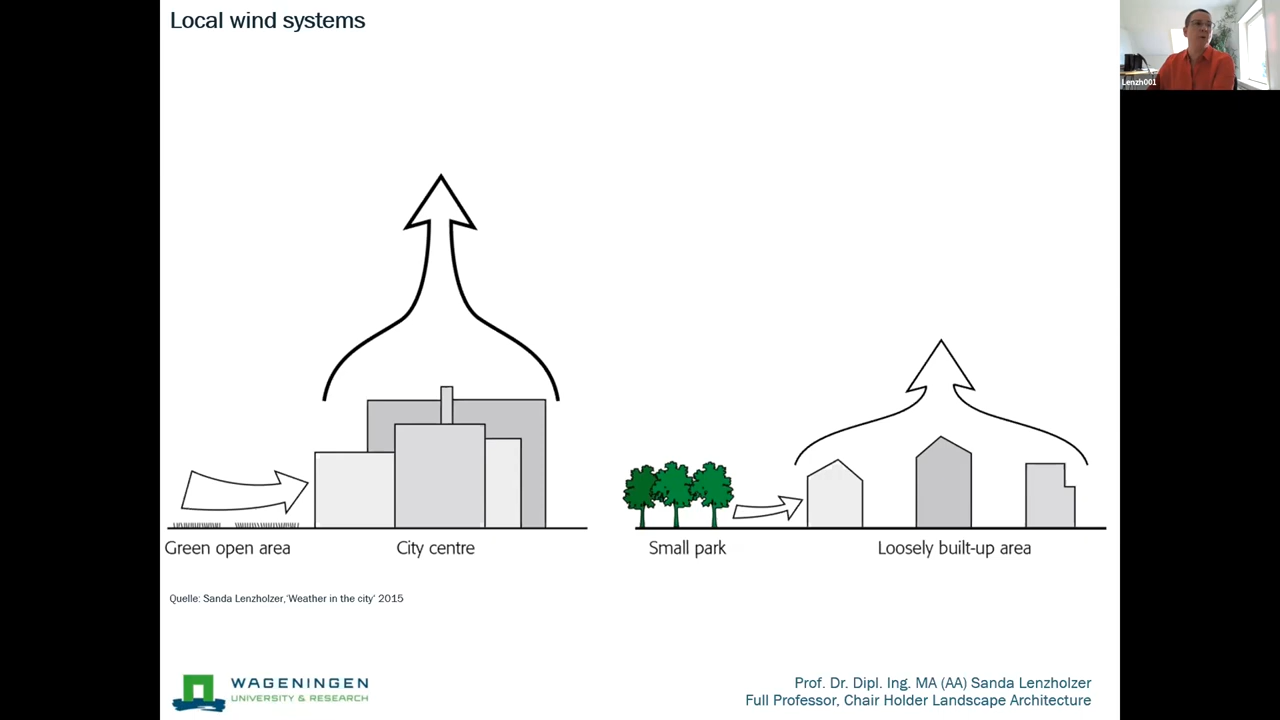 Local wind systems
Lenzh001
Green open area
City centre
Small park
Loosely built-up area
Quelle: Sanda Lenzholzer,'Weather in the city' 2015
WAGENINGEN
UNIVERSITY & RESEARCH
Prof. Dr. Dipl. Ing. MA (AA) Sanda Lenzholzer
Full Professor, Chair Holder Landscape Architecture